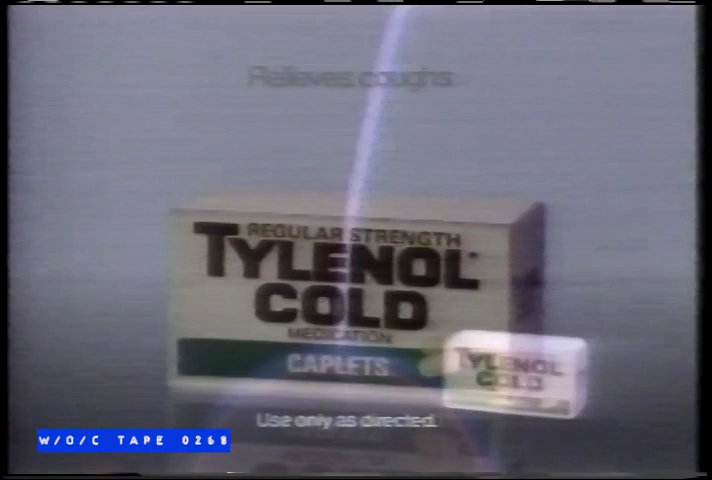 Relieves coughs
REGULAR STRENGTH
TYLENOL
COLD
MEDICATION
CAPLETS
TYLENOL
COLD
Use only as directed.
W/O/C TAPE 0268